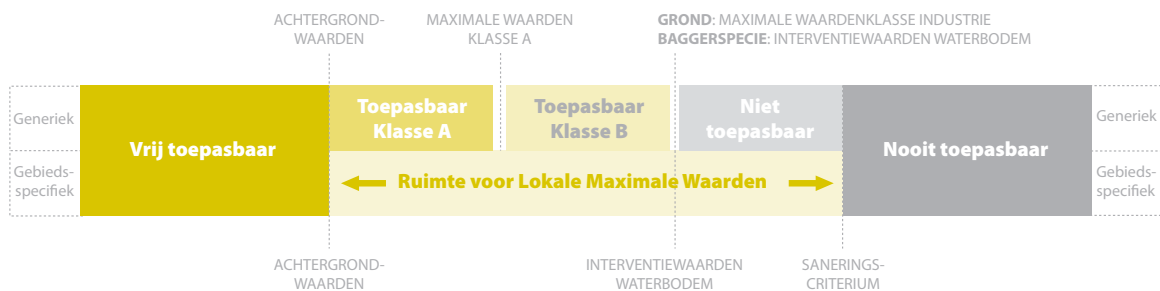 ACHTERGROND-
WAARDEN
MAXIMALE WAARDEN
KLASSE A
GROND: MAXIMALE WAARDENKLASSE INDUSTRIE
BAGGERSPECIE: INTERVENTIEWAARDEN WATERBODEM
Generiek
Gebieds-
specifiek
Vrij toepasbaar
Toepasbaar
Klasse A
Toepasbaar
Klasse B
Niet
toepasbaar
Ruimte voor Lokale Maximale Waarden
Nooit toepasbaar
Generiek
Gebieds-
specifiek
ACHTERGROND-
WAARDEN
INTERVENTIEWAARDEN
WATERBODEM
SANERINGS-
CRITERIUM